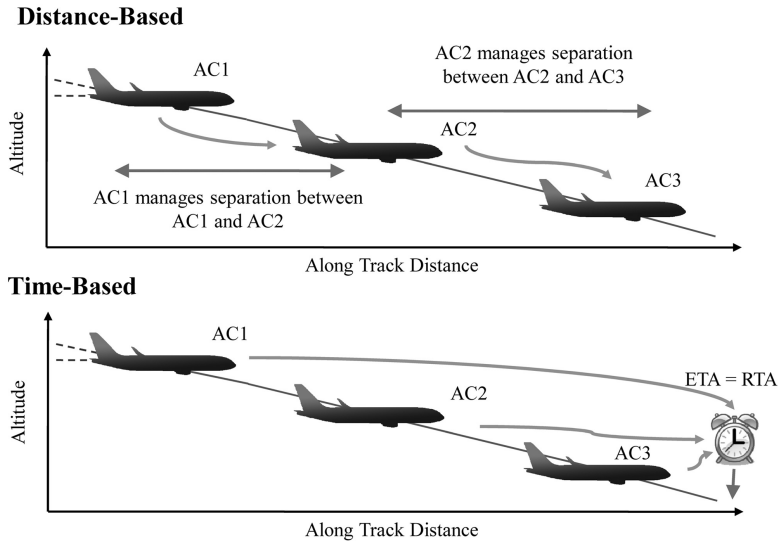 Distance-Based
AC1
AC2 manages separation
between AC2 and AC3
AC2
AC3
AC1 manages separation between
AC1 and AC2
Altitude
Along Track Distance
Time-Based
AC1
ETA = RTA
AC2
AC3
Altitude
Along Track Distance